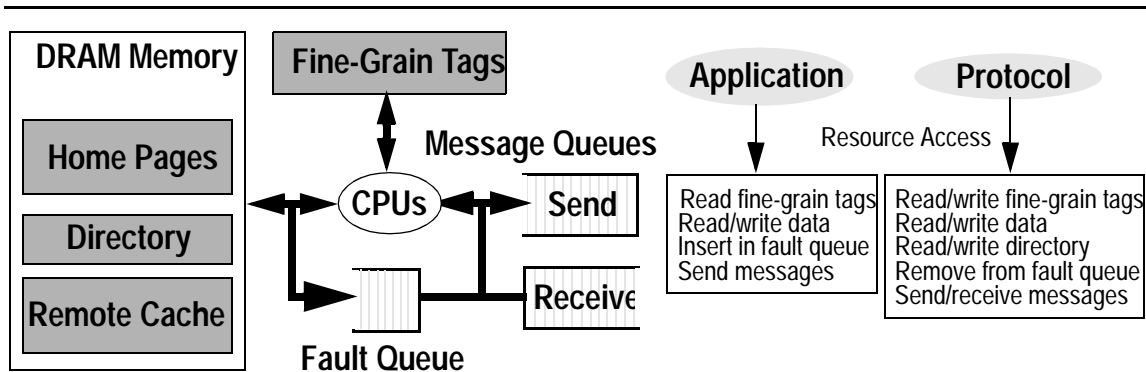 DRAM Memory
Home Pages
Directory
Remote Cache
Fine-Grain Tags
Message Queues
CPUs
Send
Receive
Fault Queue
Application
Protocol
Resource Access
Read fine-grain tags
Read/write data
Insert in fault queue
Send messages
Read/write fine-grain tags
Read/write data
Read/write directory
Remove from fault queue
Send/receive messages